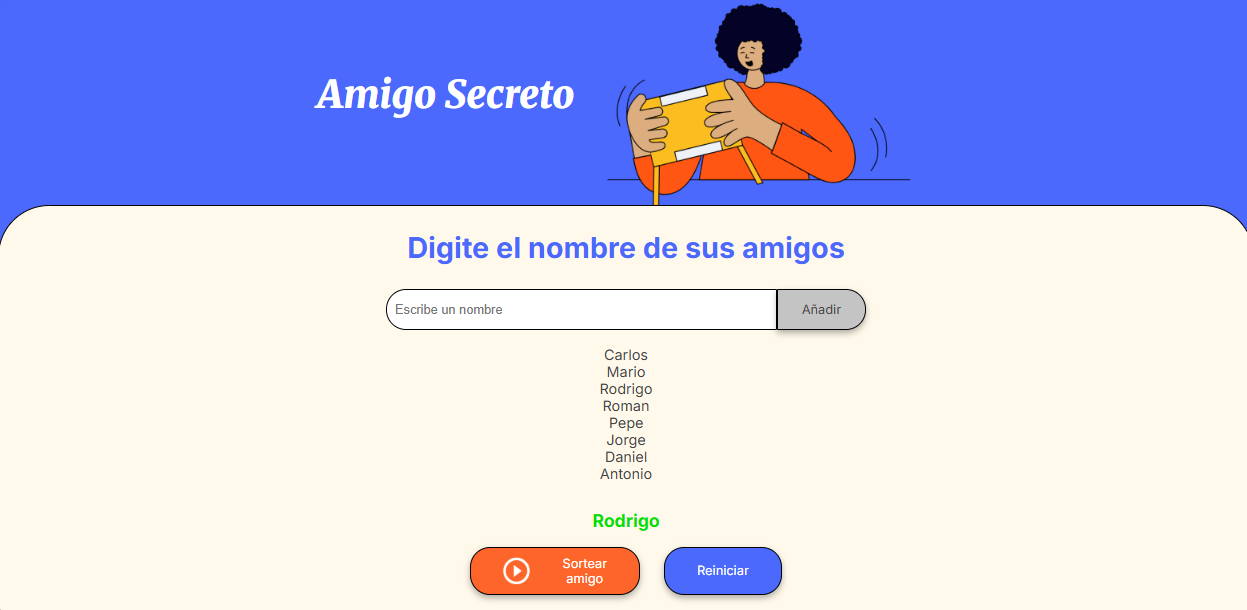 Amigo Secreto
Digite el nombre de sus amigos
Escribe un nombre
Añadir
Carlos
Mario
Rodrigo
Roman
Pepe
Jorge
Daniel
Antonio
Rodrigo
Sortear
amigo
Reiniciar